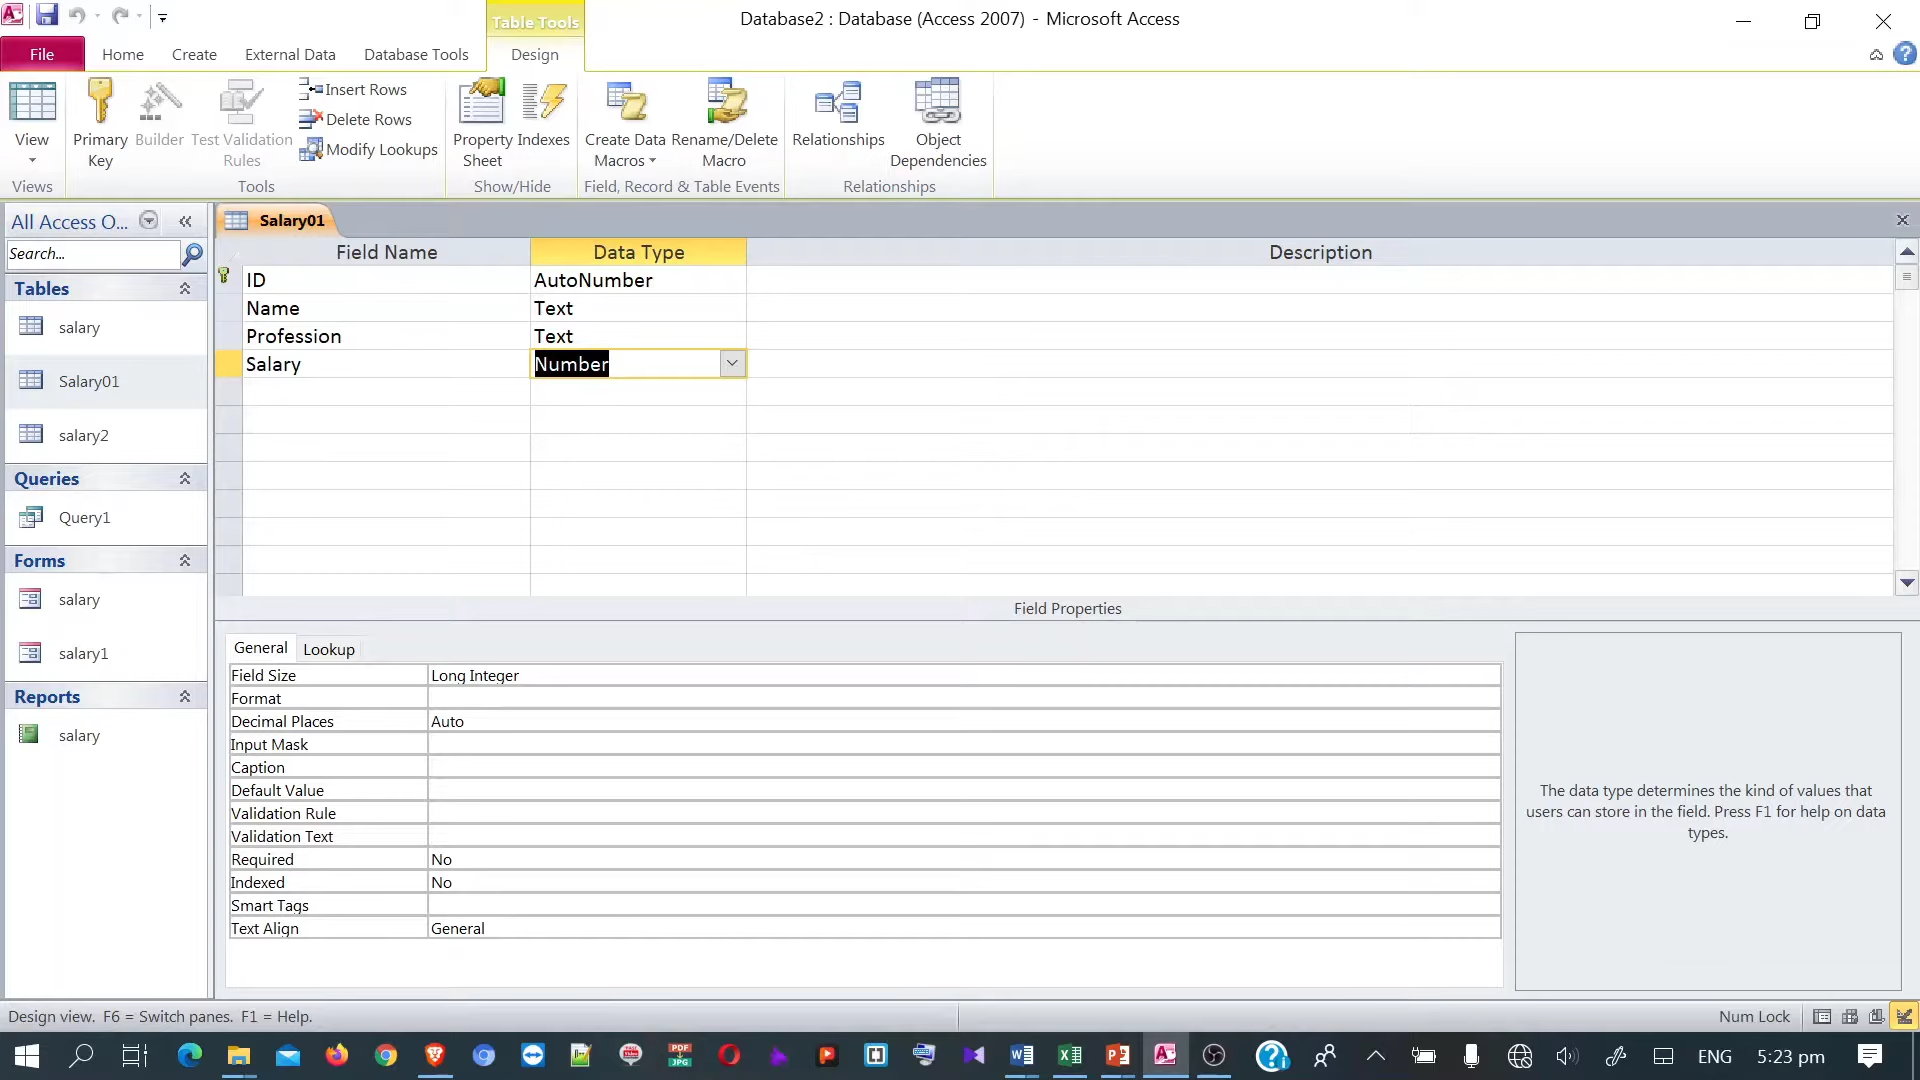 Table Tools
Database2 : Database (Access 2007) - Microsoft Access
File
Home
Create
External Data
Database Tools
Design
View
Primary
Key
Builder
Test Validation
Rules
Insert Rows
Delete Rows
Modify Lookups
Property
Sheet
Indexes
Create Data
Macros
Rename/Delete
Macro
Relationships
Object
Dependencies
Views
Tools
Show/Hide
Field, Record & Table Events
Relationships
All Access O...
Search...
Tables
salary
Salary01
salary2
Queries
Query1
Forms
salary
salary1
Reports
salary
Salary01
Field Name
Data Type
Description
ID
AutoNumber
Name
Text
Profession
Text
Salary
Number
Field Properties
General
Lookup
Field Size
Long Integer
Format
Decimal Places
Auto
Input Mask
Caption
Default Value
Validation Rule
Validation Text
Required
No
Indexed
No
Smart Tags
Text Align
General
The data type determines the kind of values that
users can store in the field. Press F1 for help on data
types.
Design view. F6 = Switch panes. F1 = Help.
Num Lock
ENG
5:23 pm